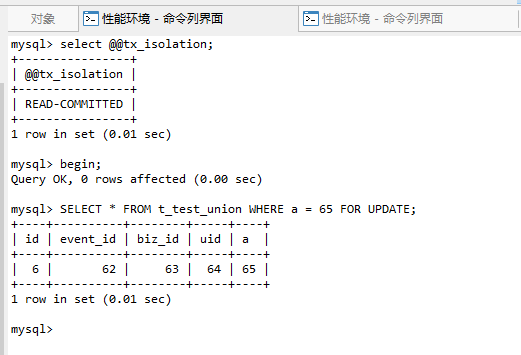 对象 性能环境 - 命令列界面 性能环境 - 命令列界面
mysql> select @@tx_isolation;
+----------------+
| @@tx_isolation |
+----------------+
| READ-COMMITTED |
+----------------+
1 row in set (0.01 sec)
mysql> begin;
Query OK, 0 rows affected (0.00 sec)
mysql> SELECT * FROM t_test_union WHERE a = 65 FOR UPDATE;
+----+----------+--------+-----+----+
| id | event_id | biz_id | uid | a  |
+----+----------+--------+-----+----+
|  6 |       62 |     63 |  64 | 65 |
+----+----------+--------+-----+----+
1 row in set (0.01 sec)
mysql>